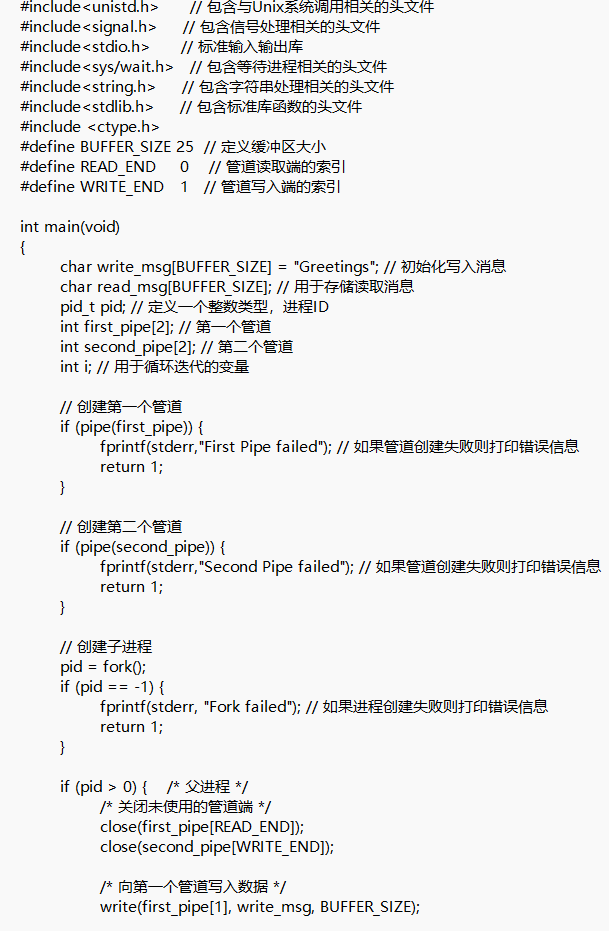 #include<unistd.h> // 包含与Unix系统调用相关的头文件
#include<signal.h> // 包含信号处理相关的头文件
#include<stdio.h> // 标准输入输出库
#include<sys/wait.h> // 包含等待进程相关的头文件
#include<string.h> // 包含字符串处理相关的头文件
#include<stdlib.h> // 包含标准库函数的头文件
#include <ctype.h>
#define BUFFER_SIZE 25 // 定义缓冲区大小
#define READ_END 0 // 管道读取端的索引
#define WRITE_END 1 // 管道写入端的索引

int main(void)
{
char write_msg[BUFFER_SIZE] = "Greetings"; // 初始化写入消息
char read_msg[BUFFER_SIZE]; // 用于存储读取消息
pid_t pid; // 定义一个整数类型，进程ID
int first_pipe[2]; // 第一个管道
int second_pipe[2]; // 第二个管道
int i; // 用于循环迭代的变量

// 创建第一个管道
if (pipe(first_pipe)) {
fprintf(stderr,"First Pipe failed"); // 如果管道创建失败则打印错误信息
return 1;
}

// 创建第二个管道
if (pipe(second_pipe)) {
fprintf(stderr,"Second Pipe failed"); // 如果管道创建失败则打印错误信息
return 1;
}

// 创建子进程
pid = fork();
if (pid == -1) {
fprintf(stderr, "Fork failed"); // 如果进程创建失败则打印错误信息
return 1;
}

if (pid > 0) { /* 父进程 */
/* 关闭未使用的管道端 */
close(first_pipe[READ_END]);
close(second_pipe[WRITE_END]);

/* 向第一个管道写入数据 */
write(first_pipe[1], write_msg, BUFFER_SIZE);